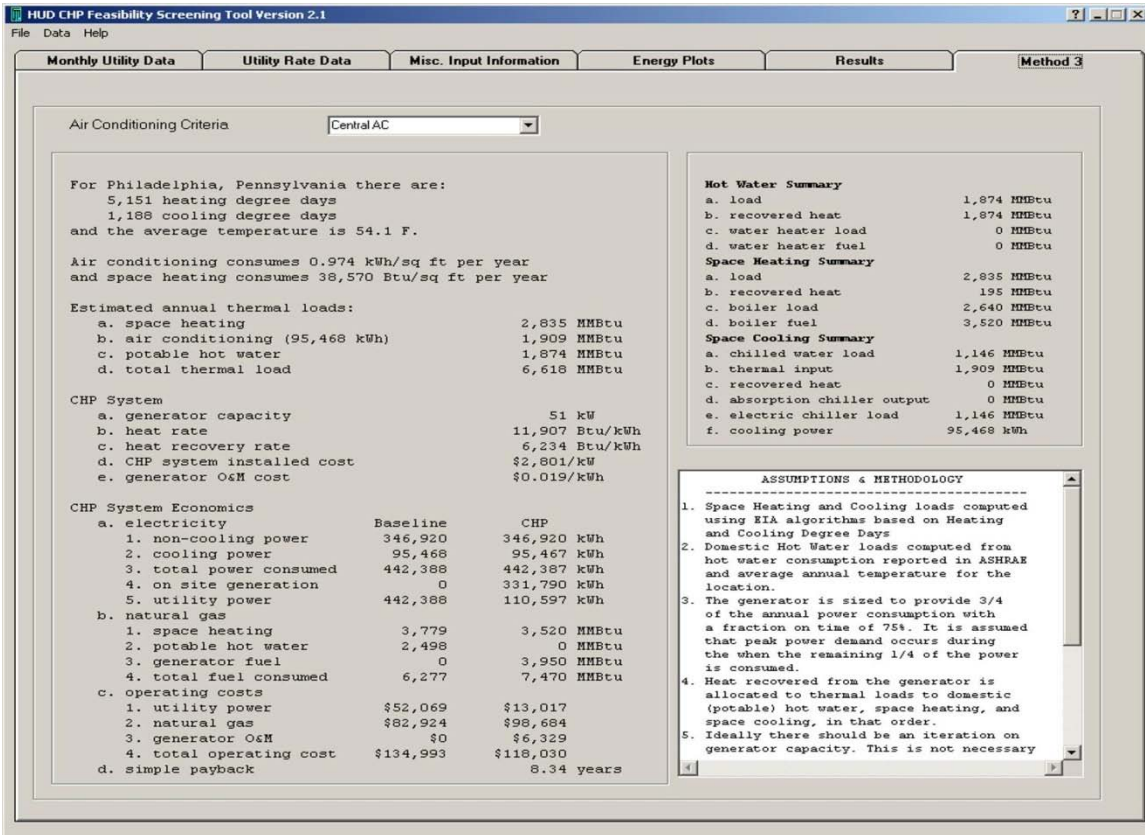 HUD CHP Feasibility Screening Tool Version 2.1
File Data Help
Monthly Utility Data Utility Rate Data Misc. Input Information Energy Plots Results Method 3
Air Conditioning Criteria Central AC
For Philadelphia, Pennsylvania there are:
5,151 heating degree days
1,188 cooling degree days
and the average temperature is 54.1 F.
Air conditioning consumes 0.974 kWh/sq ft per year
and space heating consumes 38,570 Btu/sq ft per year
Estimated annual thermal loads:
a. space heating 2,835 MMBtu
b. air conditioning (95,468 kWh) 1,909 MMBtu
c. potable hot water 1,874 MMBtu
d. total thermal load 6,618 MMBtu
CHP System
a. generator capacity 51 kW
b. heat rate 11,907 Btu/kWh
c. heat recovery rate 6,234 Btu/kWh
d. CHP system installed cost $2,801/kW
e. generator O&M cost $0.019/kWh
CHP System Economics
a. electricity Baseline CHP
1. non-cooling power 346,920 346,920 kWh
2. cooling power 95,468 95,467 kWh
3. total power consumed 442,388 442,387 kWh
4. on site generation 0 331,790 kWh
5. utility power 442,388 110,597 kWh
b. natural gas
1. space heating 3,779 3,520 MMBtu
2. potable hot water 2,498 0 MMBtu
3. generator fuel 0 3,950 MMBtu
4. total fuel consumed 6,277 7,470 MMBtu
c. operating costs
1. utility power $52,069 $13,017
2. natural gas $82,924 $98,684
3. generator O&M $0 $6,329
4. total operating cost $134,993 $118,030
d. simple payback 8.34 years
Hot Water Summary
a. load 1,874 MMBtu
b. recovered heat 1,874 MMBtu
c. water heater load 0 MMBtu
d. water heater fuel 0 MMBtu
Space Heating Summary
a. load 2,835 MMBtu
b. recovered heat 195 MMBtu
c. boiler load 2,640 MMBtu
d. boiler fuel 3,520 MMBtu
Space Cooling Summary
a. chilled water load 1,146 MMBtu
b. thermal input 1,909 MMBtu
c. recovered heat 0 MMBtu
d. absorption chiller output 0 MMBtu
e. electric chiller load 1,146 MMBtu
f. cooling power 95,468 kWh
ASSUMPTIONS & METHODOLOGY
----------------------------------------
1. Space Heating and Cooling loads computed
using EIA algorithms based on Heating
and Cooling Degree Days
2. Domestic Hot Water loads computed from
hot water consumption reported in ASHRAE
and average annual temperature for the
location.
3. The generator is sized to provide 3/4
of the annual power consumption with
a fraction on time of 75%. It is assumed
that peak power demand occurs during
the when the remaining 1/4 of the power
is consumed.
4. Heat recovered from the generator is
allocated to thermal loads to domestic
(potable) hot water, space heating, and
space cooling, in that order.
5. Ideally there should be an iteration on
generator capacity. This is not necessary